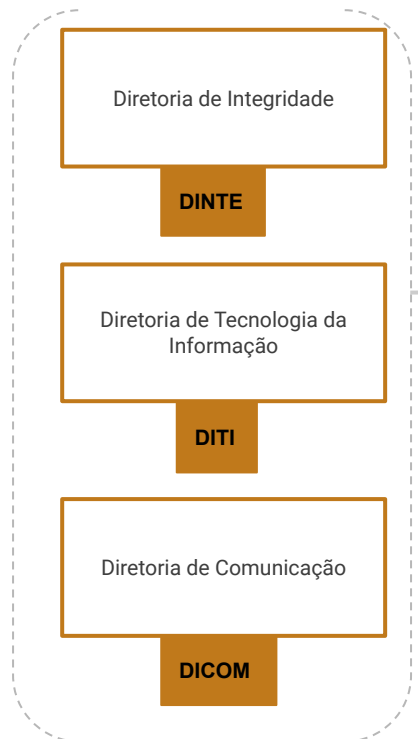 Diretoria de Integridade
DINTE
Diretoria de Tecnologia da
Informação
DITI
Diretoria de Comunicação
DICOM